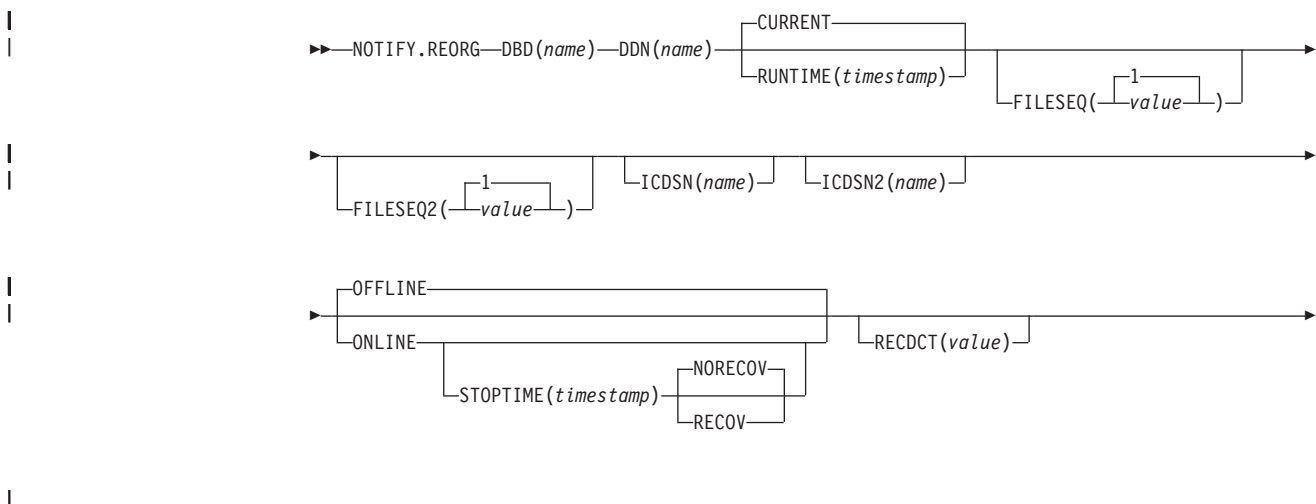 CURRENT
NOTIFY.REORG DBD(name) DDN(name)
RUNTIME(timestamp)
1
FILESEQ( value )
ICDSN(name) ICDSN2(name)
1
FILESEQ2( value )
OFFLINE
ONLINE RECDCT(value)
NORECOV
STOPTIME(timestamp)
RECOV